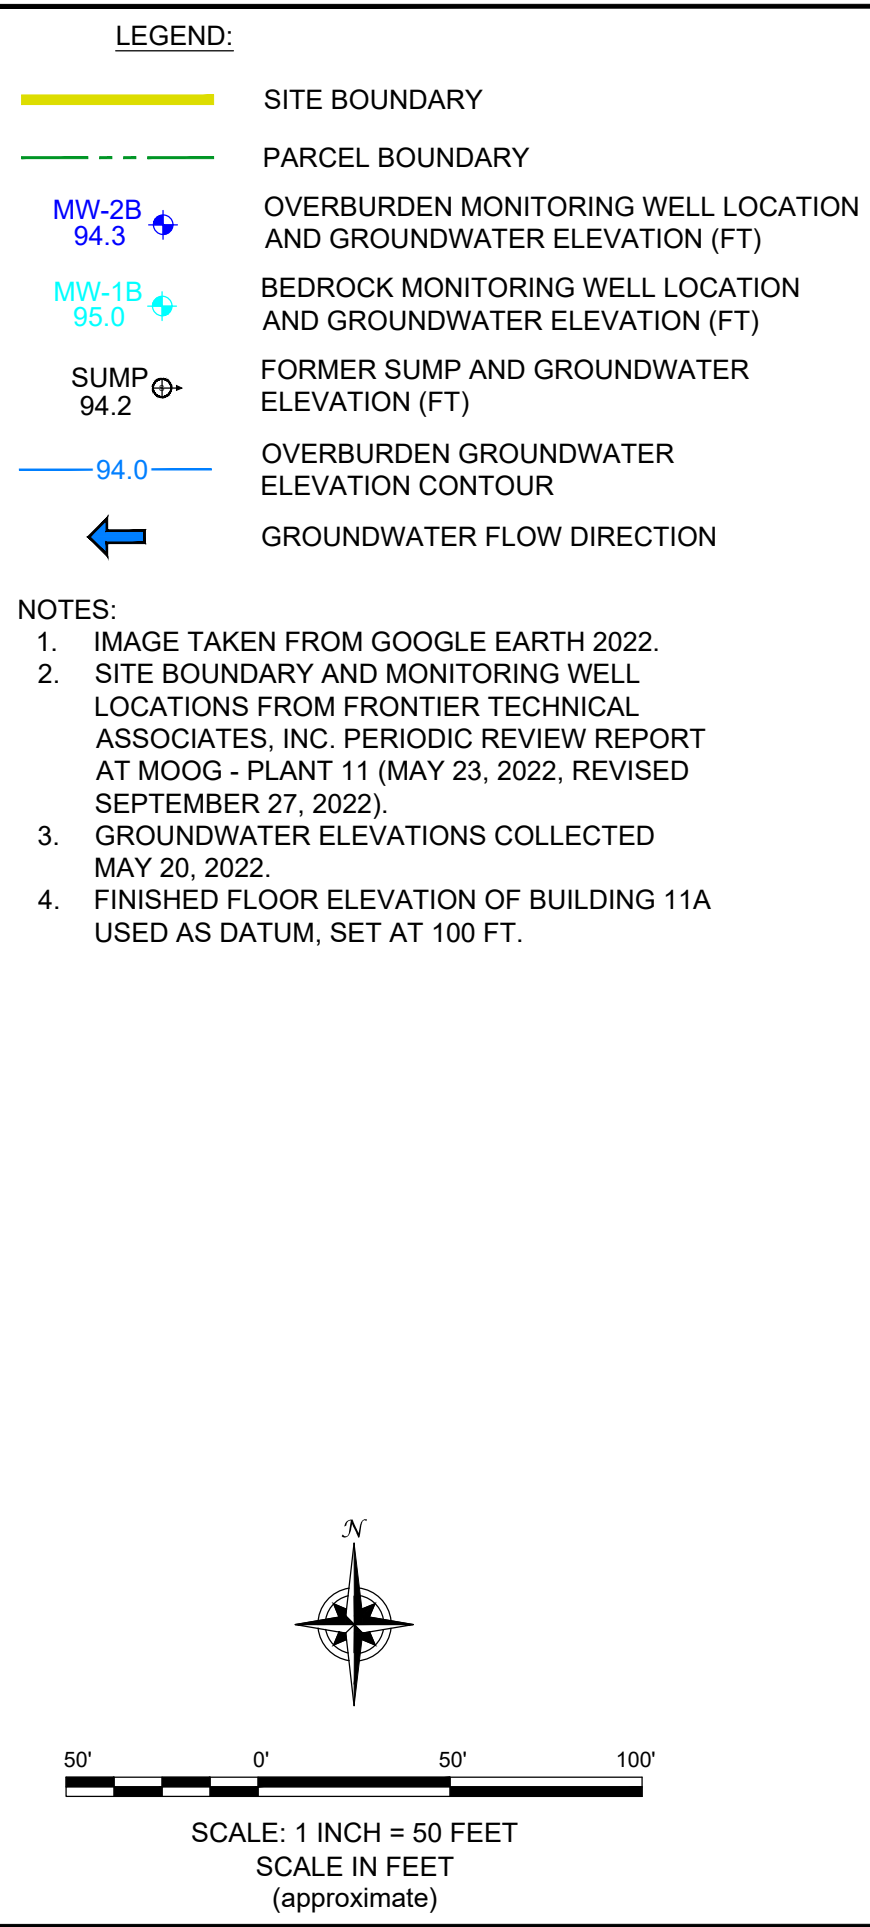 LEGEND:
SITE BOUNDARY
PARCEL BOUNDARY
MW-2B
94.3
OVERBURDEN MONITORING WELL LOCATION
AND GROUNDWATER ELEVATION (FT)
MW-1B
95.0
BEDROCK MONITORING WELL LOCATION
AND GROUNDWATER ELEVATION (FT)
SUMP
94.2
FORMER SUMP AND GROUNDWATER
ELEVATION (FT)
94.0
OVERBURDEN GROUNDWATER
ELEVATION CONTOUR
GROUNDWATER FLOW DIRECTION
NOTES:
1. IMAGE TAKEN FROM GOOGLE EARTH 2022.
2. SITE BOUNDARY AND MONITORING WELL
LOCATIONS FROM FRONTIER TECHNICAL
ASSOCIATES, INC. PERIODIC REVIEW REPORT
AT MOOG - PLANT 11 (MAY 23, 2022, REVISED
SEPTEMBER 27, 2022).
3. GROUNDWATER ELEVATIONS COLLECTED
MAY 20, 2022.
4. FINISHED FLOOR ELEVATION OF BUILDING 11A
USED AS DATUM, SET AT 100 FT.
N
50' 0' 50' 100'
SCALE: 1 INCH = 50 FEET
SCALE IN FEET
(approximate)